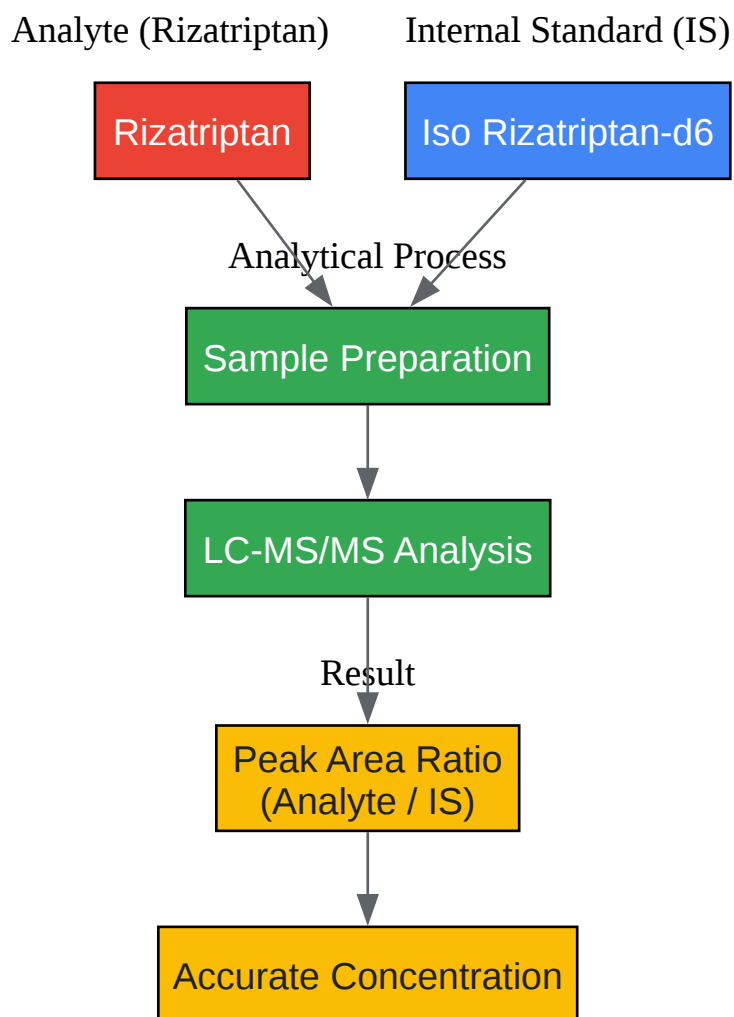 Analyte (Rizatriptan)
Internal Standard (IS)
Rizatriptan
Iso Rizatriptan-d6
Analytical Process
Sample Preparation
LC-MS/MS Analysis
Result
Peak Area Ratio
(Analyte / IS)
Accurate Concentration